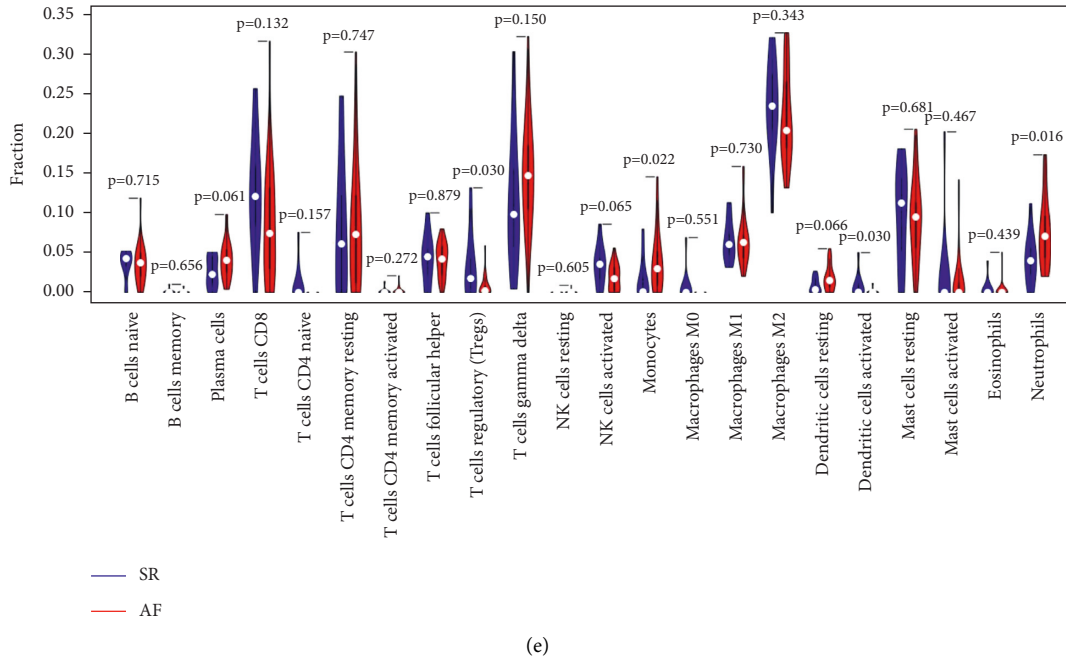 0.35
0.30
0.25
0.20
0.15
0.10
0.05
0.00
Fraction
p=0.715
p=0.656
p=0.061
p=0.132
p=0.157
p=0.747
p=0.272
p=0.879
p=0.030
p=0.150
p=0.605
p=0.065
p=0.022
p=0.551
p=0.730
p=0.343
p=0.066
p=0.030
p=0.681
p=0.467
p=0.439
p=0.016
B cells naive
B cells memory
Plasma cells
T cells CD8
T cells CD4 naive
T cells CD4 memory resting
T cells CD4 memory activated
T cells follicular helper
T cells regulatory (Tregs)
T cells gamma delta
NK cells resting
NK cells activated
Monocytes
Macrophages M0
Macrophages M1
Macrophages M2
Dendritic cells resting
Dendritic cells activated
Mast cells resting
Mast cells activated
Eosinophils
Neutrophils
SR
AF
(e)